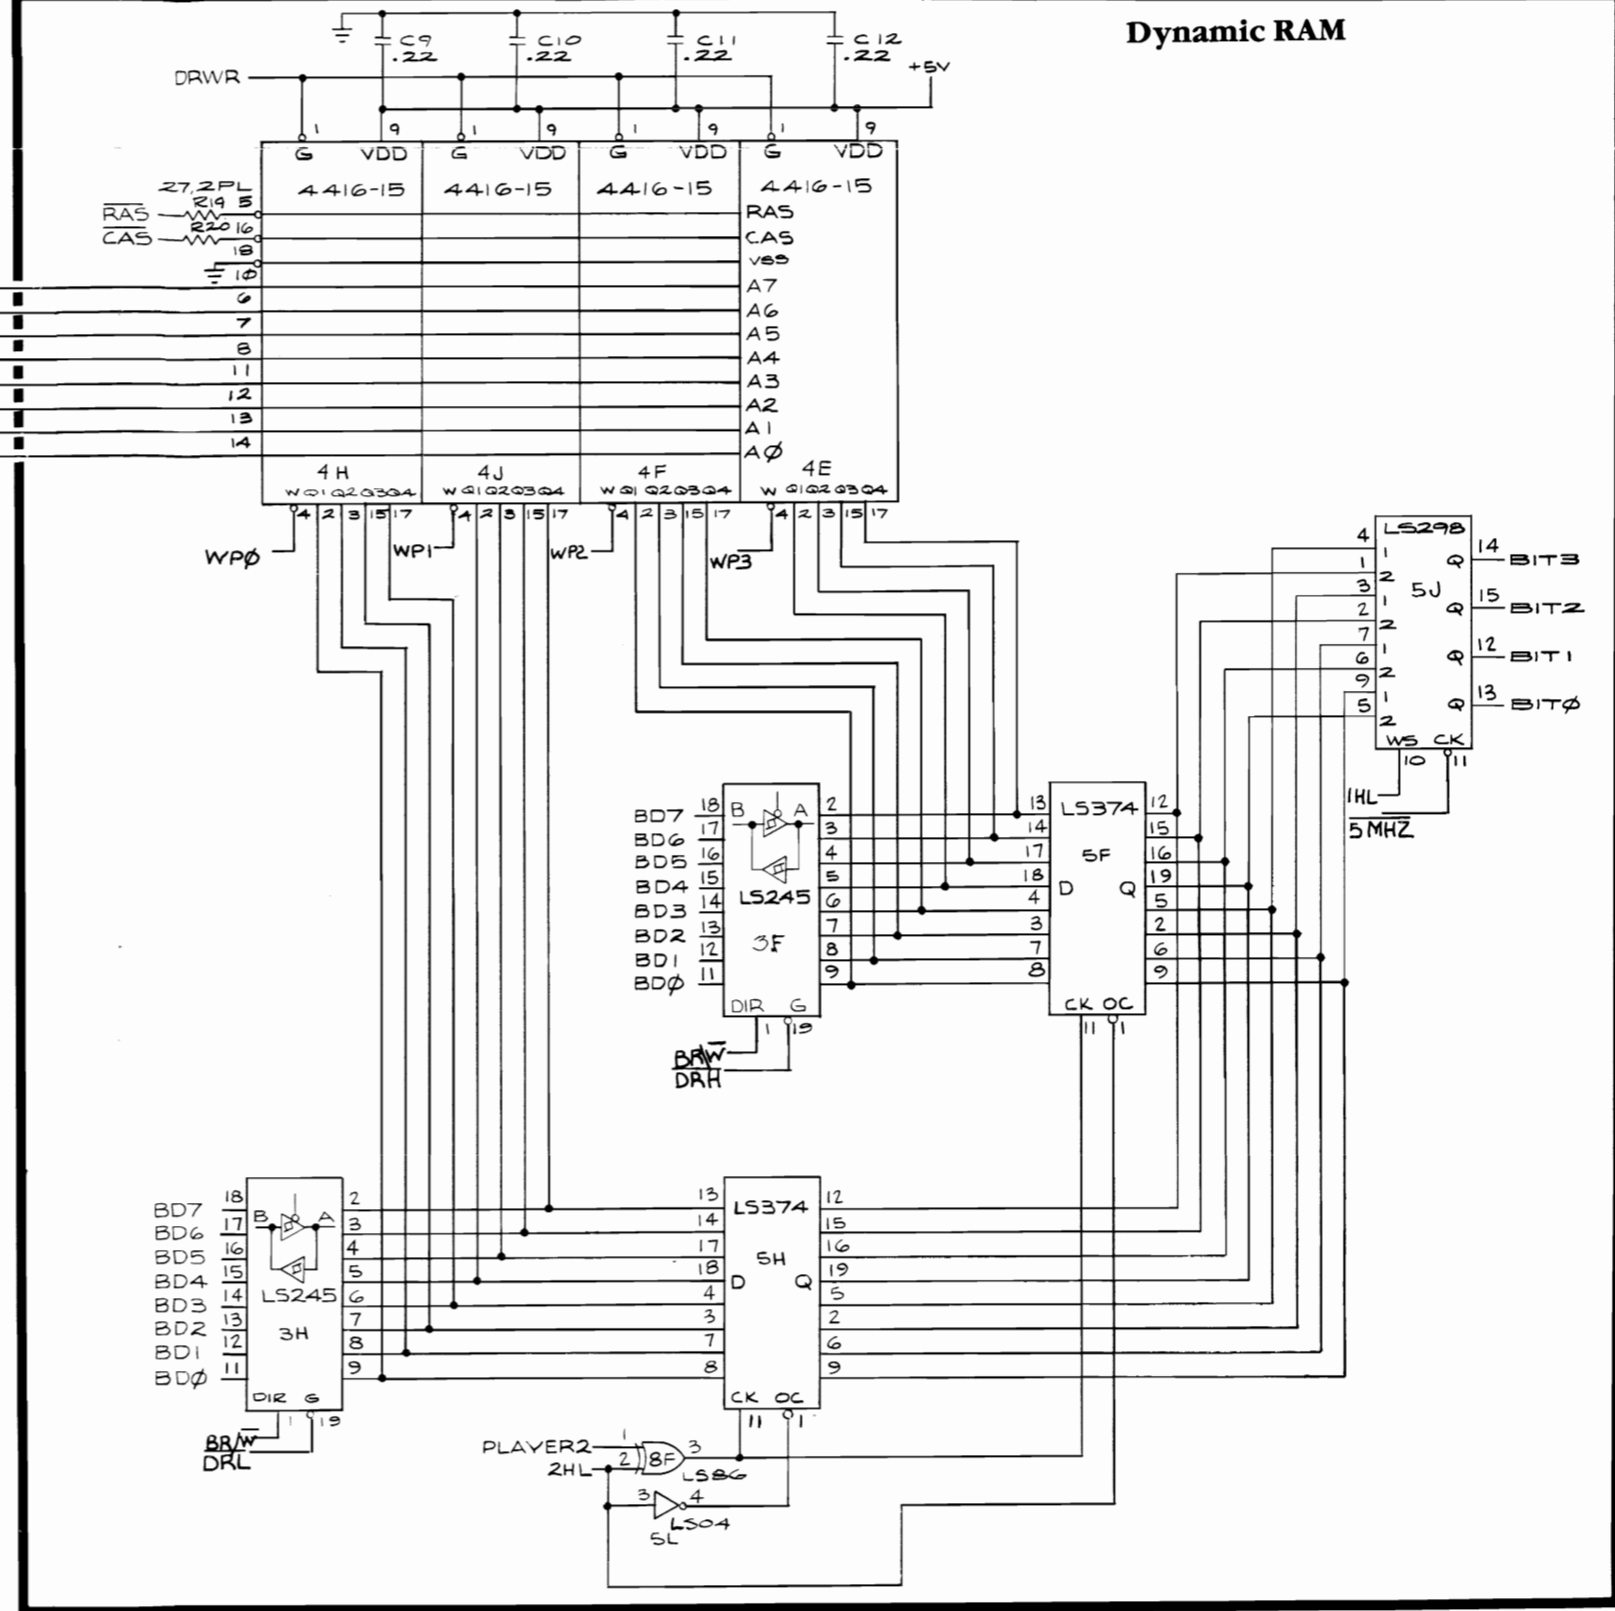 Dynamic RAM
C9 .22 C10 .22 C11 .22 C12 .22 +5V
DRWR
1 9 1 9 1 9 1 9
G VDD G VDD G VDD G VDD
4416-15 4416-15 4416-15 4416-15
27,2PL
RAS R19 5 RAS
CAS R20 16 CAS
18 VSS
10 A7
6 A6
7 A5
8 A4
11 A3
12 A2
13 A1
14 AØ
4H 4J 4F 4E
W Q1 Q2 Q3 Q4 W Q1 Q2 Q3 Q4 W Q1 Q2 Q3 Q4 W Q1 Q2 Q3 Q4
4 2 3 15 17 4 2 3 15 17 4 2 3 15 17 4 2 3 15 17
WPØ WP1 WP2 WP3
LS298
5J
4 1 Q 14 BIT3
1 2
3 1 Q 15 BIT2
2 2
7 1 Q 12 BIT1
6 2
9 1 Q 13 BITØ
5 2
WS CK
10 11
1HL
5MHZ
BD7 18 B A 2 13 LS374 12
BD6 17 3 14 15
BD5 16 4 17 5F 16
BD4 15 5 18 D Q 19
LS245
BD3 14 6 4 5
BD2 13 7 3 2
3F
BD1 12 8 7 6
BDØ 11 9 8 9
DIR G CK OC
1 19 11 1
BR/W
DRH
BD7 18 B A 2 13 LS374 12
BD6 17 3 14 15
BD5 16 4 17 5H 16
BD4 15 5 18 D Q 19
LS245
BD3 14 6 4 5
BD2 13 7 3 2
3H
BD1 12 8 7 6
BDØ 11 9 8 9
DIR G CK OC
1 19 11 1
BR/W
DRL
PLAYER2 1 8F 3
2HL 2 LS86
3 4
LS04
5L